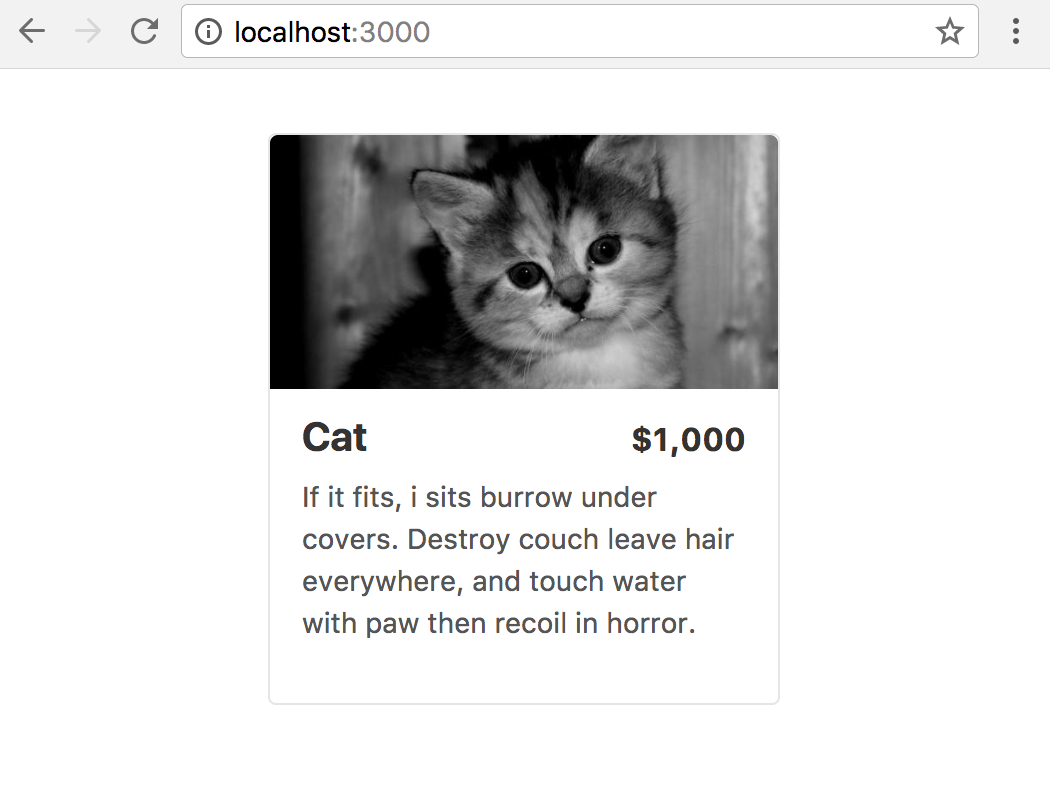 localhost:3000
Cat
$1,000
If it fits, i sits burrow under
covers. Destroy couch leave hair
everywhere, and touch water
with paw then recoil in horror.